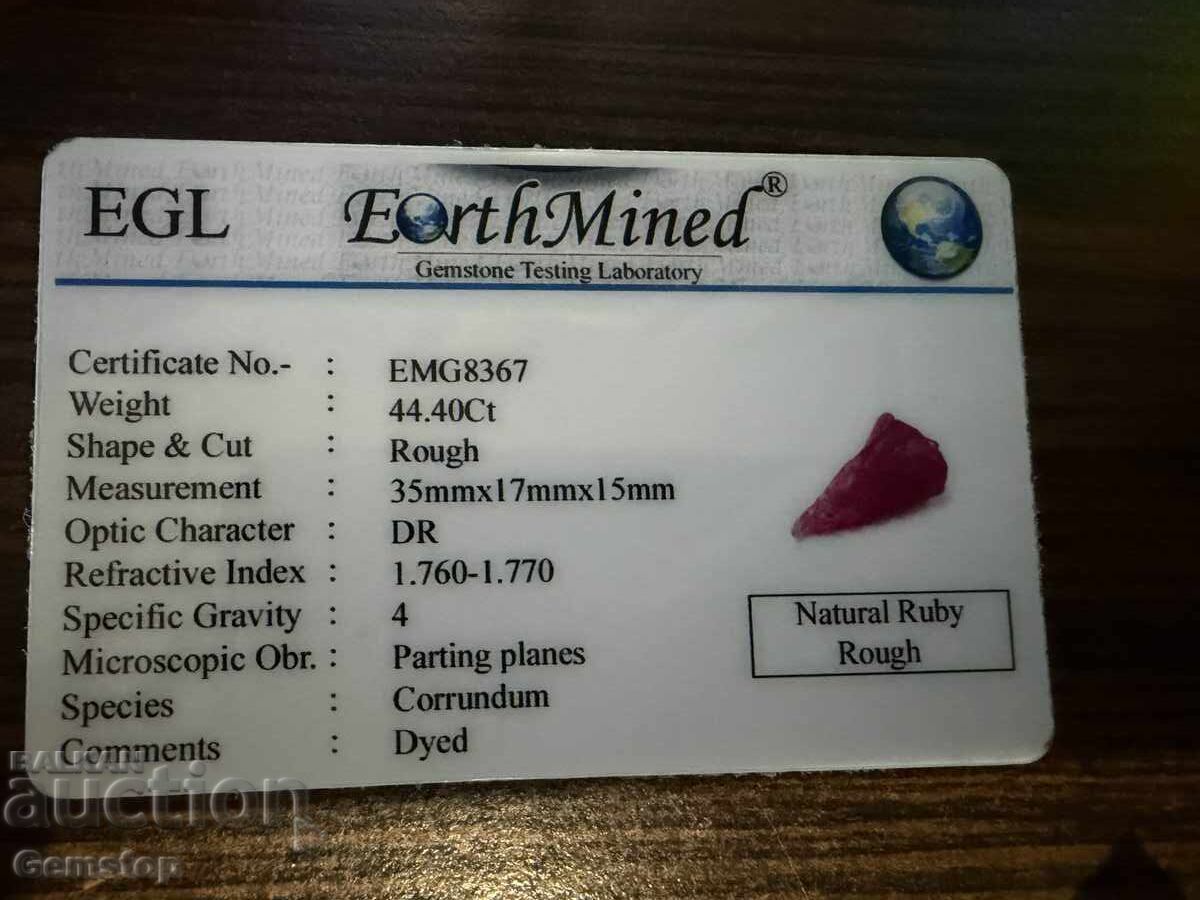 EGL EarthMined®
Gemstone Testing Laboratory
Certificate No.- : EMG8367
Weight : 44.40Ct
Shape & Cut : Rough
Measurement : 35mmx17mmx15mm
Optic Character : DR
Refractive Index : 1.760-1.770
Specific Gravity : 4
Microscopic Obr. : Parting planes
Species : Corrundum
Comments : Dyed
Natural Ruby
Rough
BALKAN
auction
Gemstop